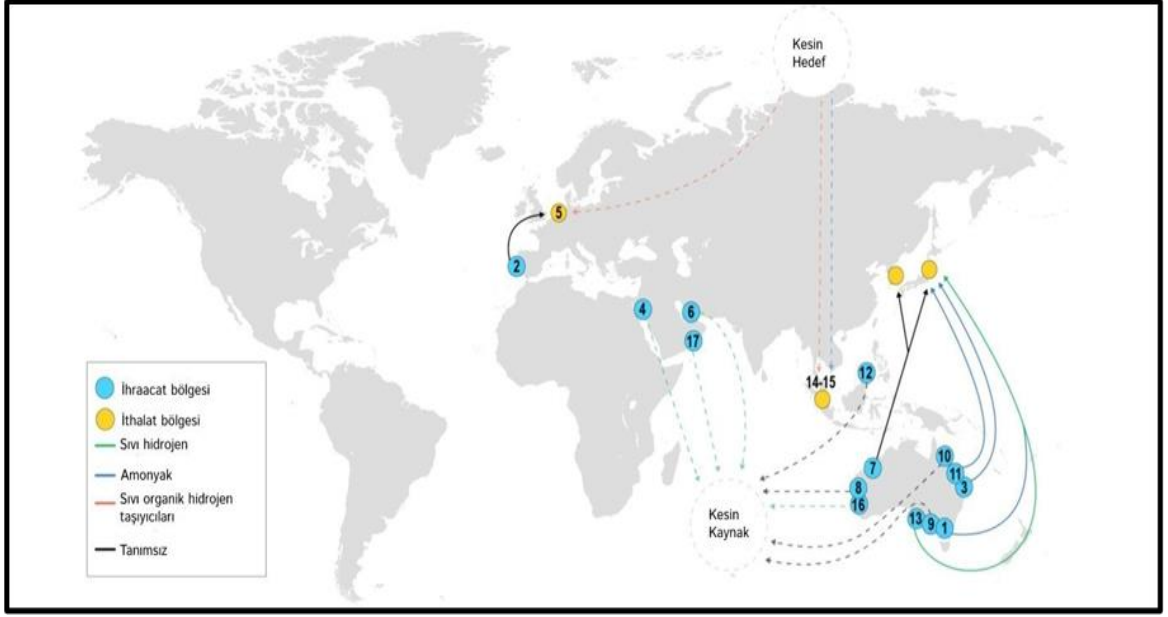 Kesin
Hedef
5
2
4
6
17
12
14-15
7
8
16
10
11
3
13
9
1
Kesin
Kaynak
İhraacat bölgesi
İthalat bölgesi
Sıvı hidrojen
Amonyak
Sıvı organik hidrojen
taşıyıcıları
Tanımsız